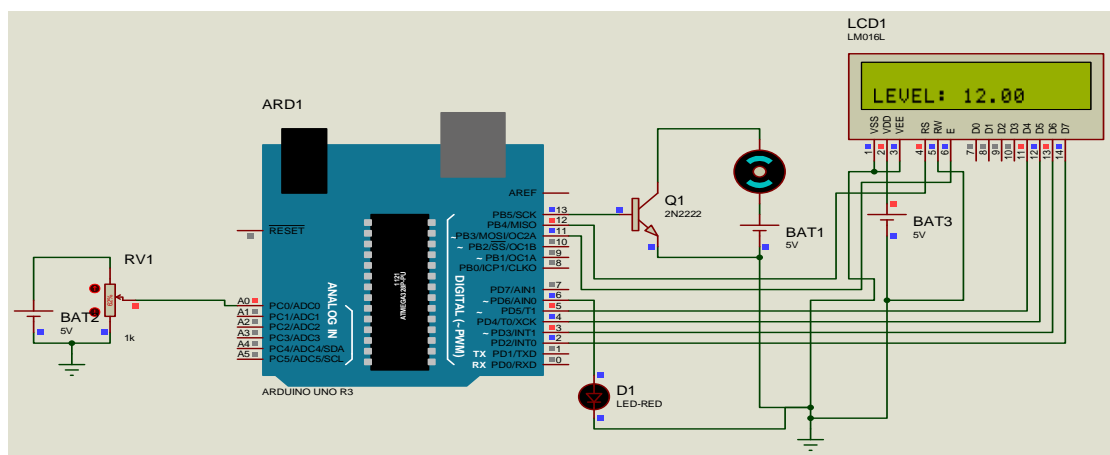 LCD1
LM016L
LEVEL: 12.00
VSS VDD VEE RS RW E D0 D1 D2 D3 D4 D5 D6 D7
1 2 3 4 5 6 7 8 9 10 11 12 13 14
ARD1
AREF
RESET
PB5/SCK 13
PB4/MISO 12
~ PB3/MOSI/OC2A 11
~ PB2/SS/OC1B 10
~ PB1/OC1A 9
PB0/ICP1/CLKO 8
PD7/AIN1 7
~ PD6/AIN0 6
~ PD5/T1 5
PD4/T0/XCK 4
~ PD3/INT1 3
PD2/INT0 2
TX PD1/TXD 1
RX PD0/RXD 0
DIGITAL (~PWM)
ANALOG IN
1121
A0 PC0/ADC0
A1 PC1/ADC1
A2 PC2/ADC2
A3 PC3/ADC3
A4 PC4/ADC4/SDA
A5 PC5/ADC5/SCL
ARDUINO UNO R3
Q1
2N2222
BAT1
5V
BAT3
5V
RV1
62%
1k
BAT2
5V
D1
LED-RED